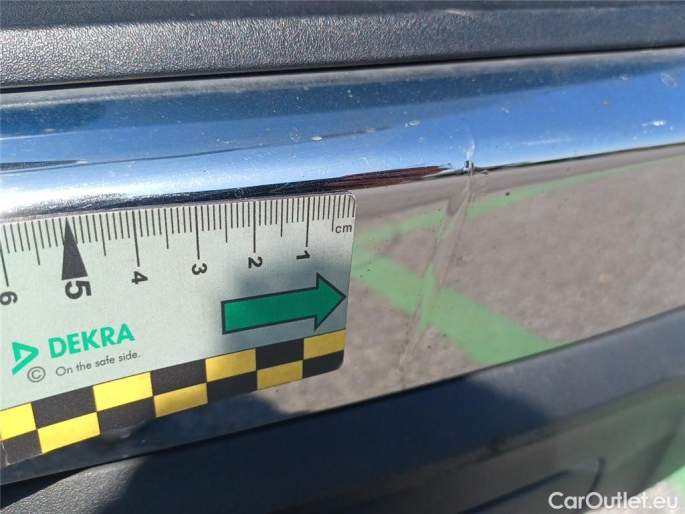 cm
6 5 4 3 2 1
DEKRA
© On the safe side.
CarOutlet.eu